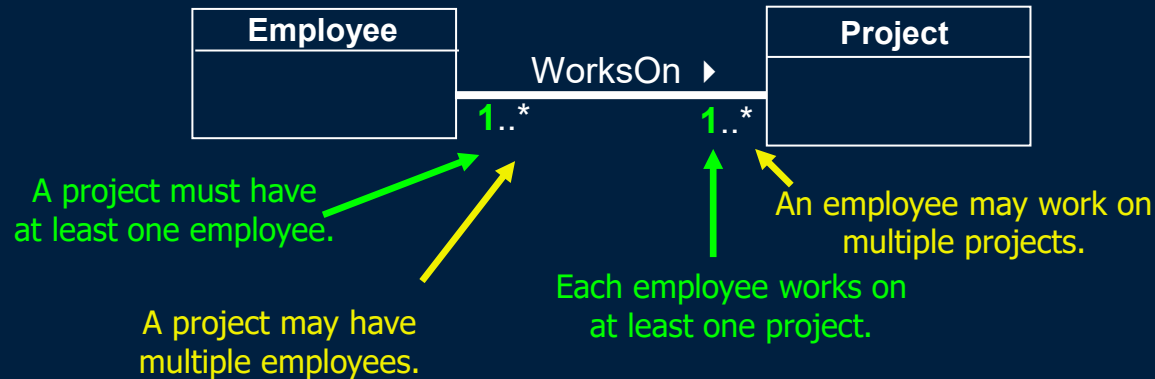 Employee
Project
WorksOn ▸
1..*
1..*
A project must have
at least one employee.
An employee may work on
multiple projects.
Each employee works on
at least one project.
A project may have
multiple employees.